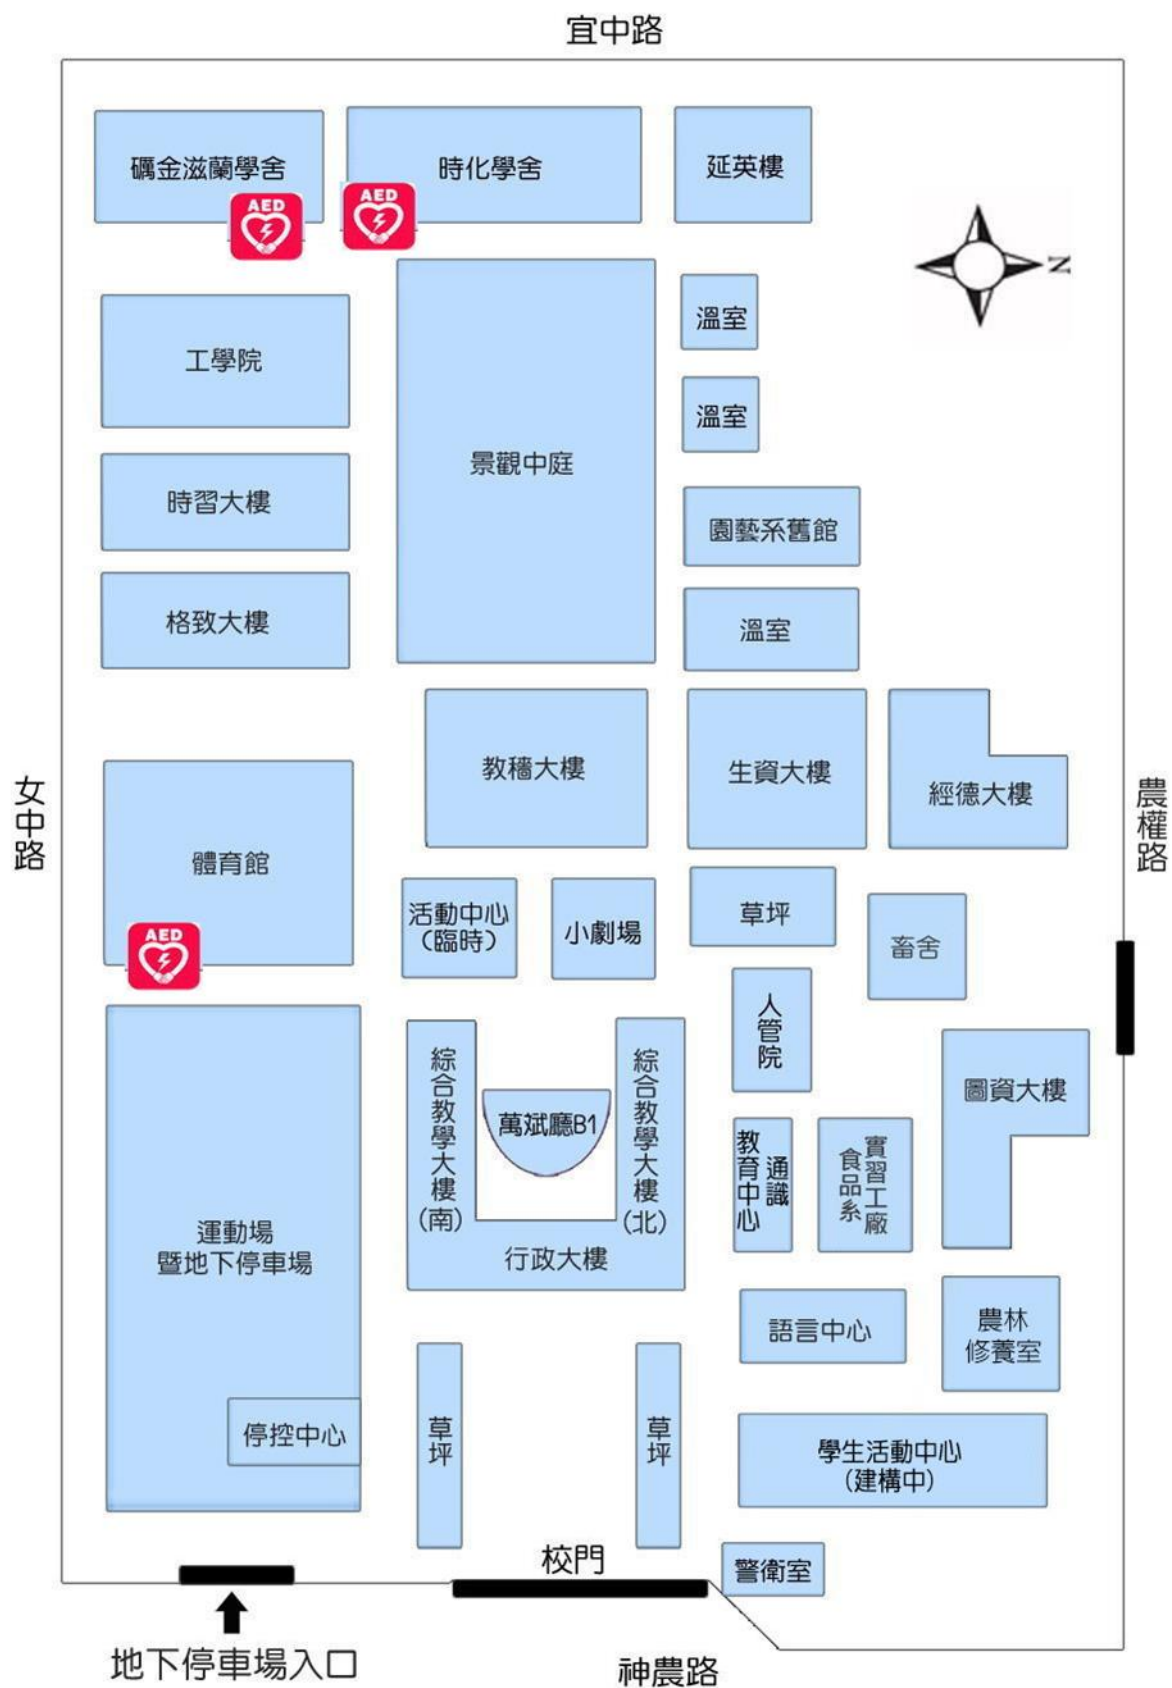 宜中路
礪金滋蘭學舍
時化學舍
延英樓
AED
AED
N
溫室
工學院
溫室
景觀中庭
時習大樓
園藝系舊館
格致大樓
溫室
教穡大樓
生資大樓
經德大樓
女中路
農權路
體育館
活動中心
(臨時)
小劇場
草坪
畜舍
AED
人管院
綜合教學大樓(南)
萬斌廳B1
綜合教學大樓(北)
圖資大樓
通識
教育中心
實習工廠
食品系
運動場
暨地下停車場
行政大樓
語言中心
農林
修養室
停控中心
草坪
草坪
學生活動中心
(建構中)
校門
警衛室
地下停車場入口
神農路